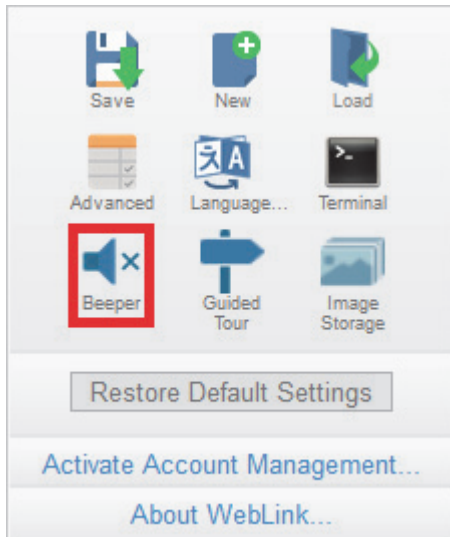 Save New Load
Advanced Language... Terminal
Beeper Guided Tour Image Storage
Restore Default Settings
Activate Account Management...
About WebLink...